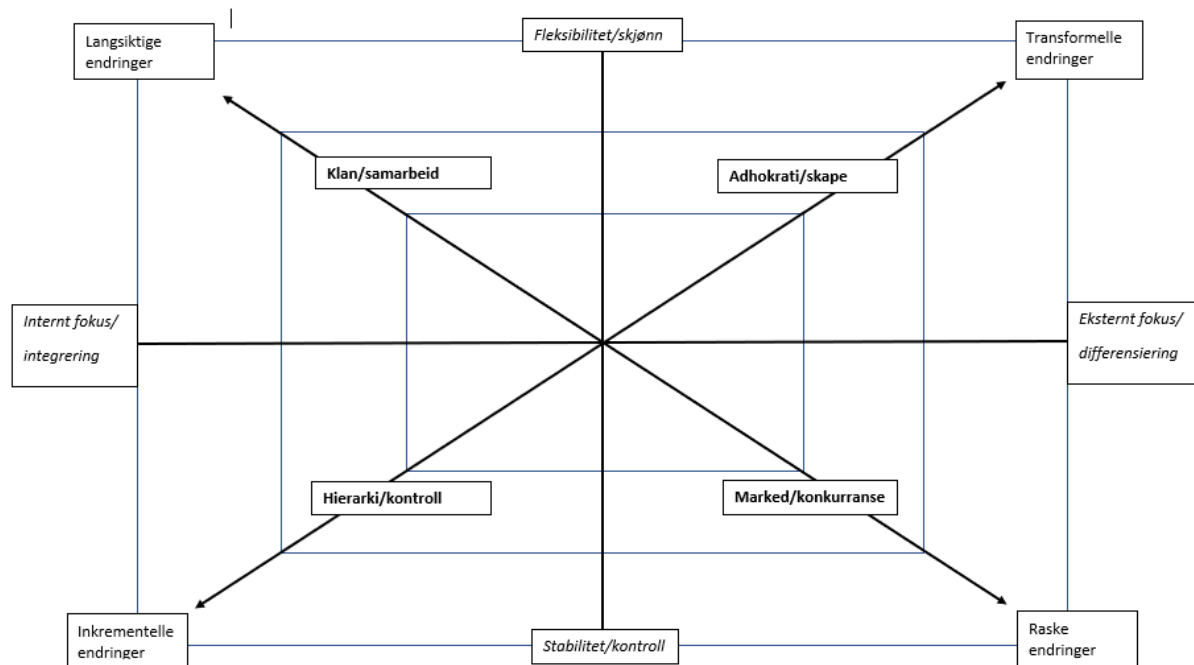 Langsiktige
endringer
Fleksibilitet/skjønn
Transformelle
endringer
Klan/samarbeid
Adhokrati/skape
Internt fokus/
integrering
Eksternt fokus/
differensiering
Hierarki/kontroll
Marked/konkurranse
Inkrementelle
endringer
Stabilitet/kontroll
Raske
endringer